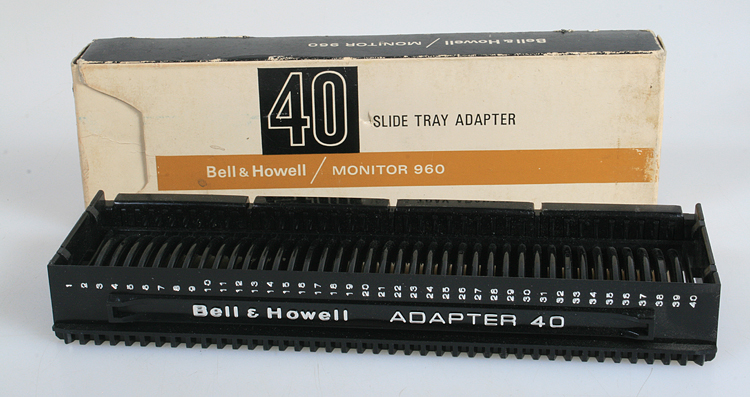 Bell & Howell / MONITOR 960
40
SLIDE TRAY ADAPTER
Bell & Howell / MONITOR 960
1 2 3 4 5 6 7 8 9 10 11 12 13 14 15 16 17 18 19 20 21 22 23 24 25 26 27 28 29 30 31 32 33 34 35 36 37 38 39 40
Bell & Howell ADAPTER 40